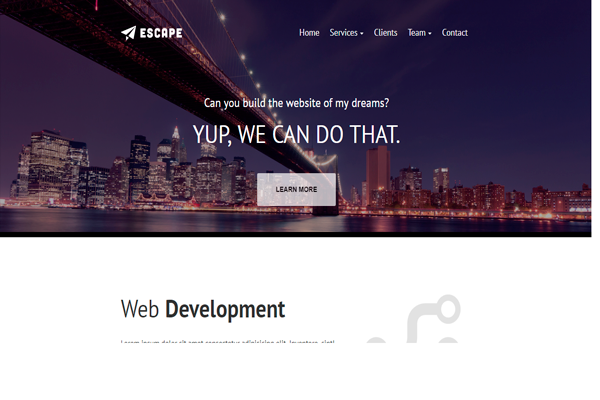 ESCAPE
Home Services Clients Team Contact
Can you build the website of my dreams?
YUP, WE CAN DO THAT.
LEARN MORE
Web Development